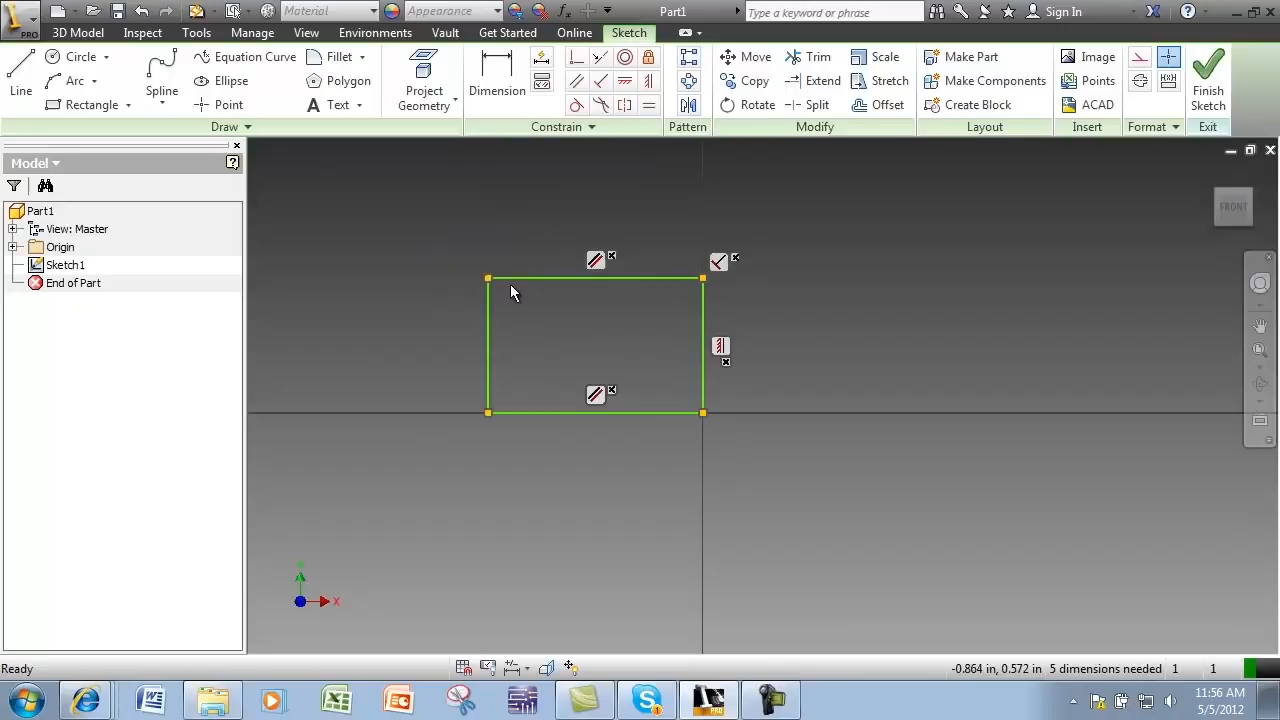 PRO
Material
Appearance
Part1
Type a keyword or phrase
Sign In
3D Model Inspect Tools Manage View Environments Vault Get Started Online Sketch
Line
Circle
Arc
Rectangle
Spline
Equation Curve
Ellipse
Point
Fillet
Polygon
Text
Project Geometry
Dimension
Move
Copy
Rotate
Trim
Extend
Split
Scale
Stretch
Offset
Make Part
Make Components
Create Block
Image
Points
ACAD
Finish Sketch
Draw
Constrain
Pattern
Modify
Layout
Insert
Format
Exit
Model
Part1
View: Master
Origin
Sketch1
End of Part
FRONT
X
Ready
-0.864 in, 0.572 in 5 dimensions needed 1 1
PRO
11:56 AM
5/5/2012